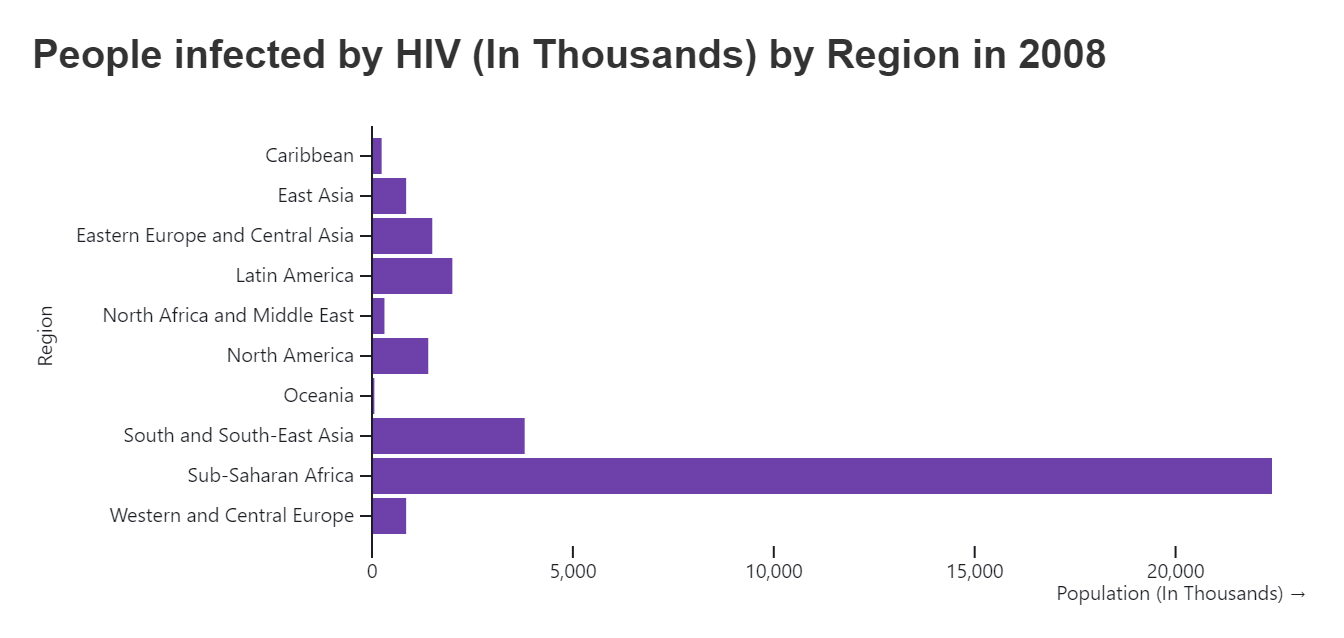 People infected by HIV (In Thousands) by Region in 2008
Caribbean
East Asia
Eastern Europe and Central Asia
Latin America
North Africa and Middle East
North America
Oceania
South and South-East Asia
Sub-Saharan Africa
Western and Central Europe
Region
0 5,000 10,000 15,000 20,000
Population (In Thousands) →